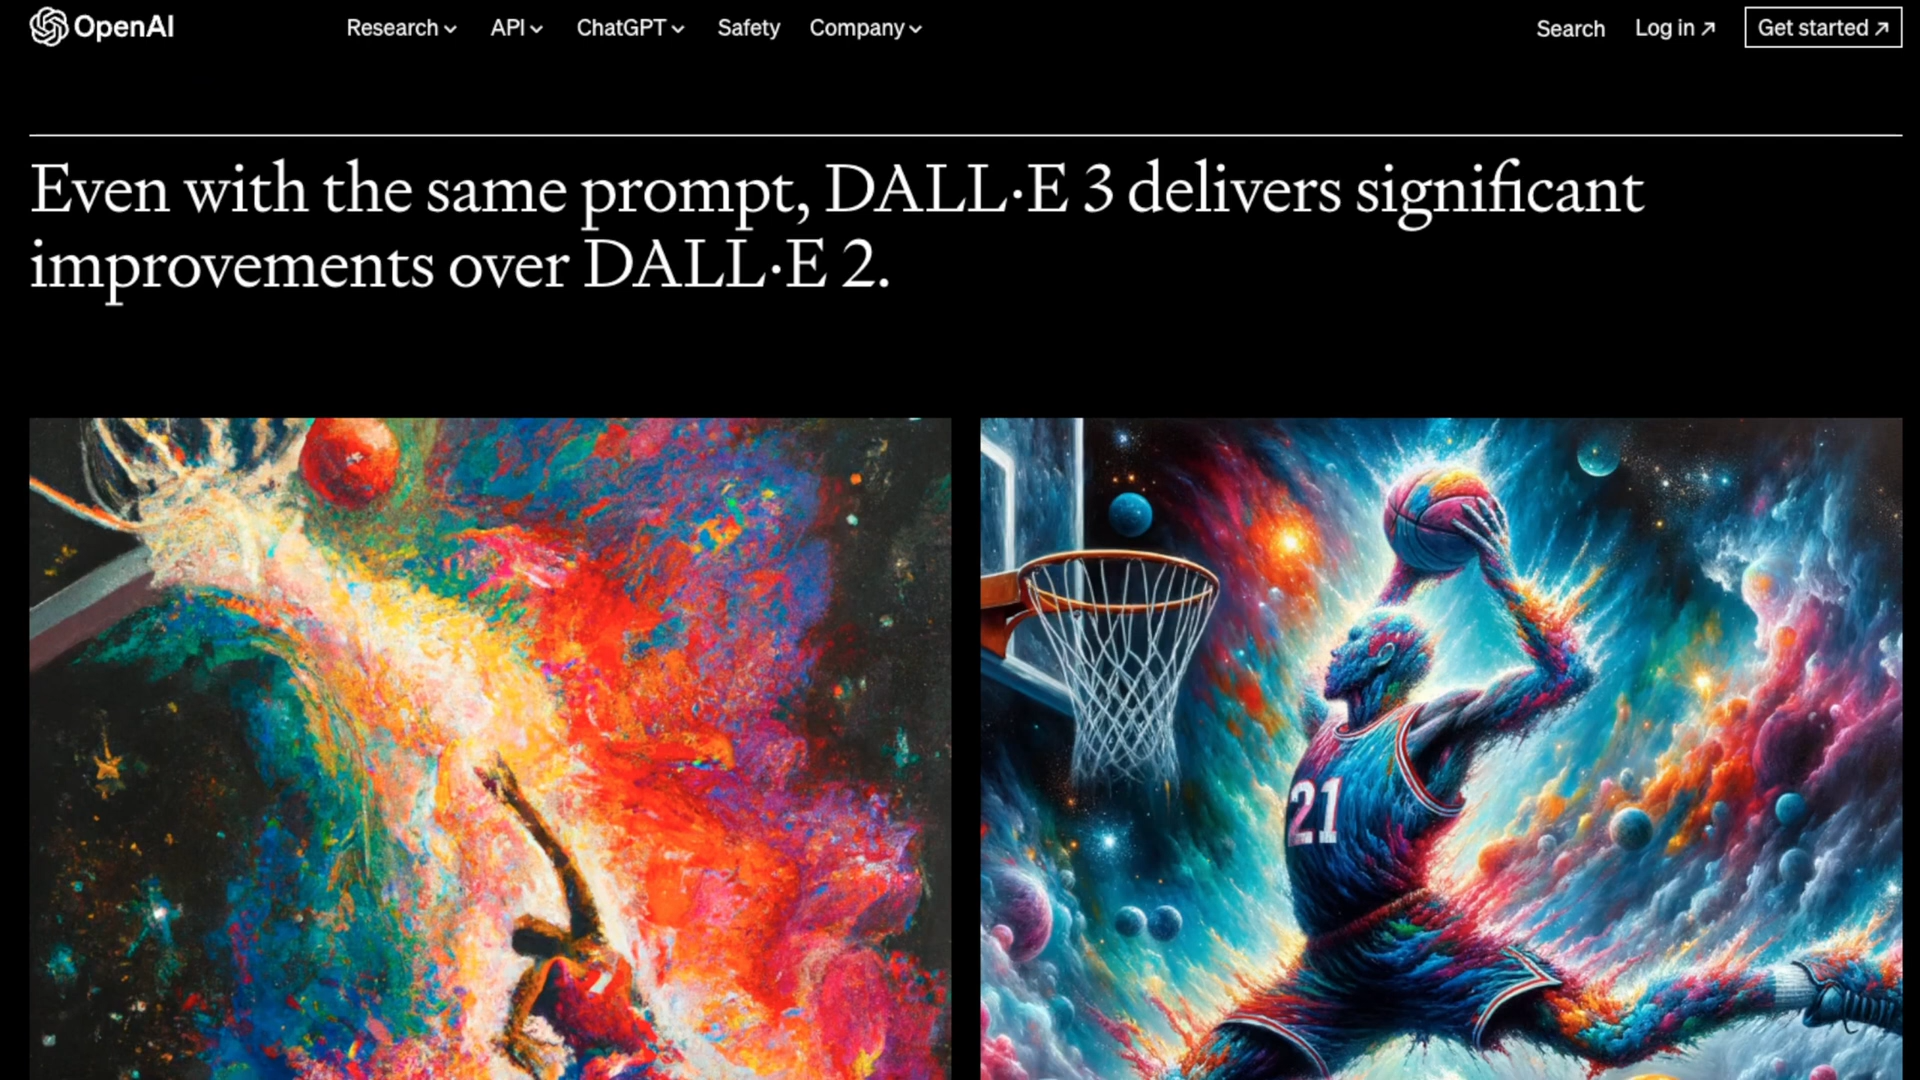 OpenAI Research API ChatGPT Safety Company Search Log in ↗ Get started ↗
Even with the same prompt, DALL·E 3 delivers significant
improvements over DALL·E 2.
21